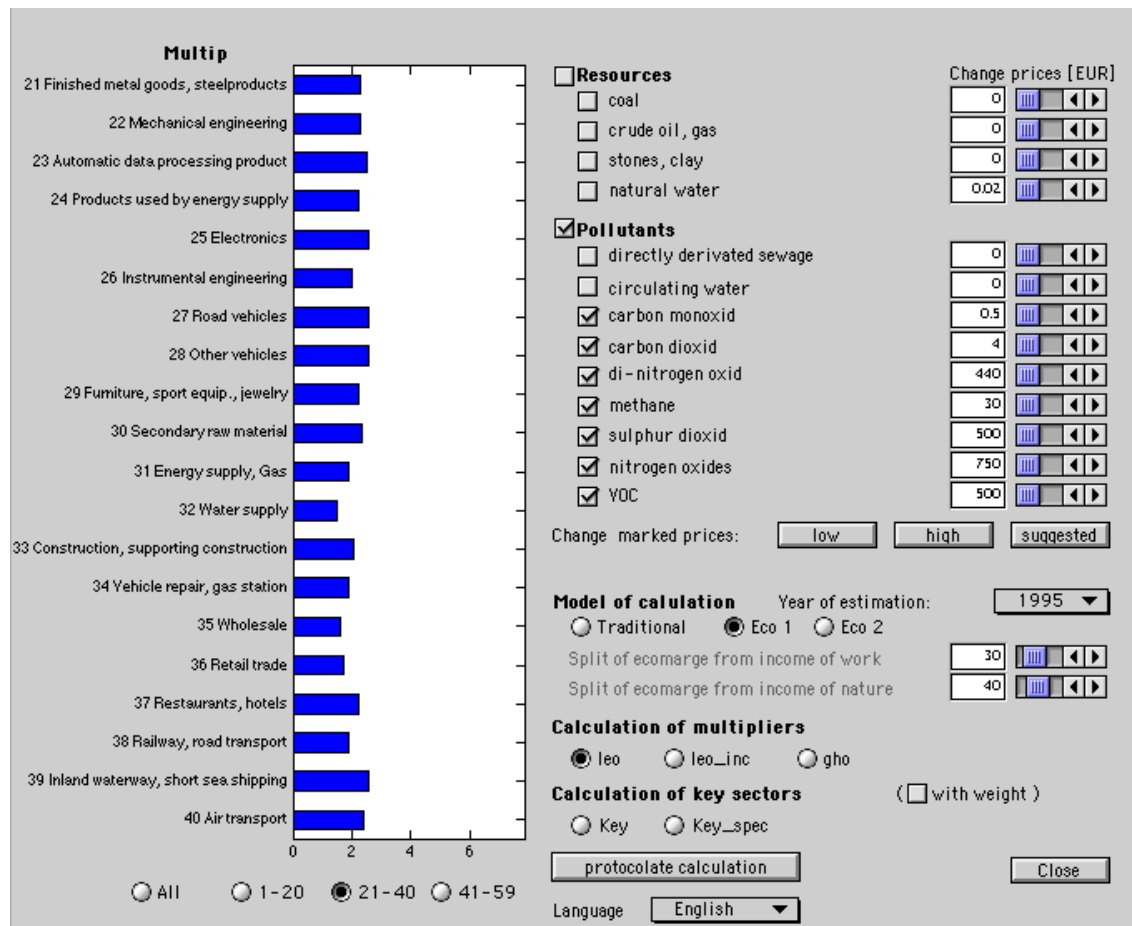 Multip
21 Finished metal goods, steelproducts
22 Mechanical engineering
23 Automatic data processing product
24 Products used by energy supply
25 Electronics
26 Instrumental engineering
27 Road vehicles
28 Other vehicles
29 Furniture, sport equip., jewelry
30 Secondary raw material
31 Energy supply, Gas
32 Water supply
33 Construction, supporting construction
34 Vehicle repair, gas station
35 Wholesale
36 Retail trade
37 Restaurants, hotels
38 Railway, road transport
39 Inland waterway, short sea shipping
40 Air transport
0 2 4 6
All 1-20 21-40 41-59
Resources Change prices [EUR]
coal 0
crude oil, gas 0
stones, clay 0
natural water 0.02
Pollutants
directly derivated sewage 0
circulating water 0
carbon monoxid 0.5
carbon dioxid 4
di-nitrogen oxid 440
methane 30
sulphur dioxid 500
nitrogen oxides 750
VOC 500
Change marked prices: low high suggested
Model of calulation Year of estimation: 1995
Traditional Eco 1 Eco 2
Split of ecomarge from income of work 30
Split of ecomarge from income of nature 40
Calculation of multipliers
leo leo_inc gho
Calculation of key sectors ( with weight )
Key Key_spec
protocolate calculation Close
Language English